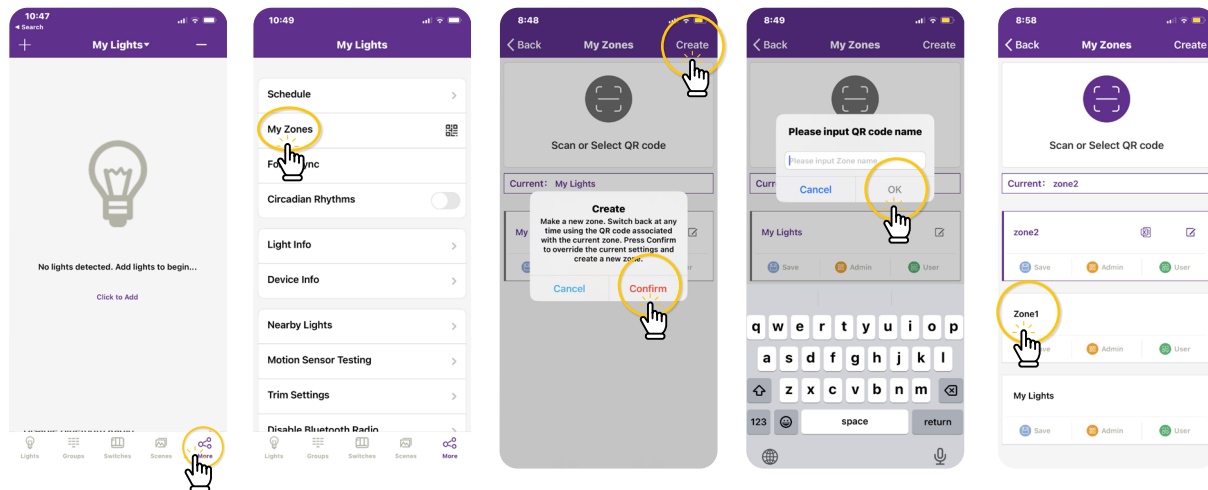 10:47
◀ Search
My Lights▾
No lights detected. Add lights to begin...
Click to Add
Lights
Groups
Switches
Scenes
More
10:49
My Lights
Schedule
My Zones
Circadian Rhythms
Light Info
Device Info
Nearby Lights
Motion Sensor Testing
Trim Settings
Disable Bluetooth Radio
Lights
Groups
Switches
Scenes
More
8:48
Back
My Zones
Create
Scan or Select QR code
Current: My Lights
My
Create
Make a new zone. Switch back at any
time using the QR code associated
with the current zone. Press Confirm
to override the current settings and
create a new zone.
Cancel
Confirm
8:49
Back
My Zones
Create
Please input QR code name
Please input Zone name
Cancel
OK
My Lights
Save
Admin
User
q w e r t y u i o p
a s d f g h j k l
z x c v b n m
123
space
return
8:58
Back
My Zones
Create
Scan or Select QR code
Current: zone2
zone2
Save
Admin
User
Zone1
Admin
User
My Lights
Save
Admin
User